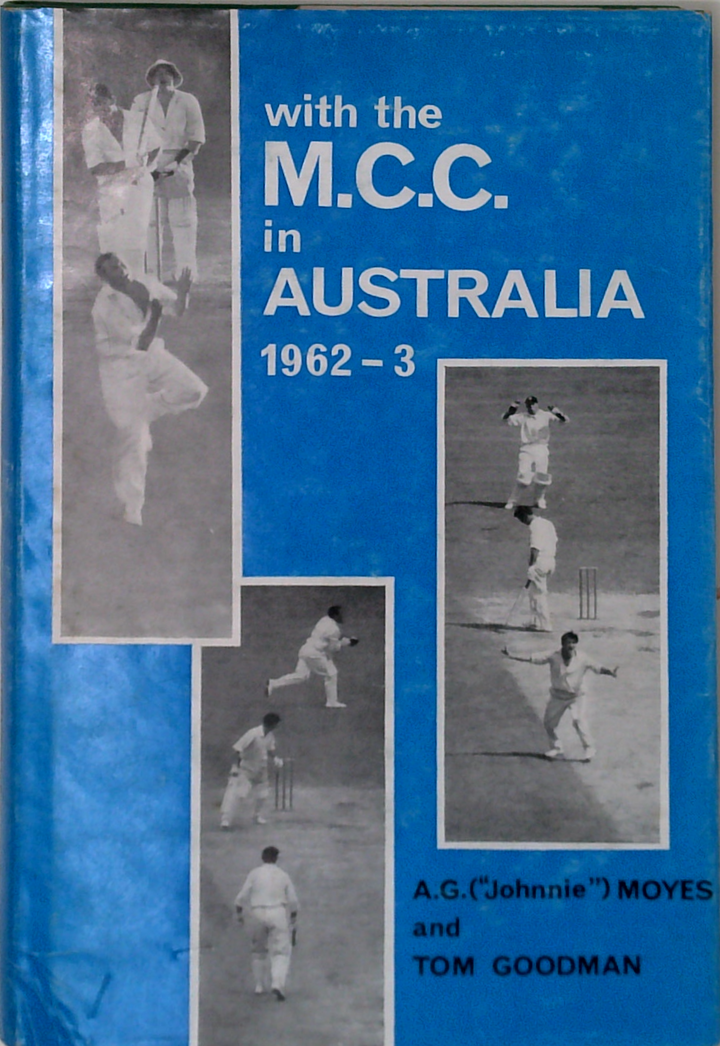 with the
M.C.C.
in
AUSTRALIA
1962-3
A.G.("Johnnie") MOYES
and
TOM GOODMAN